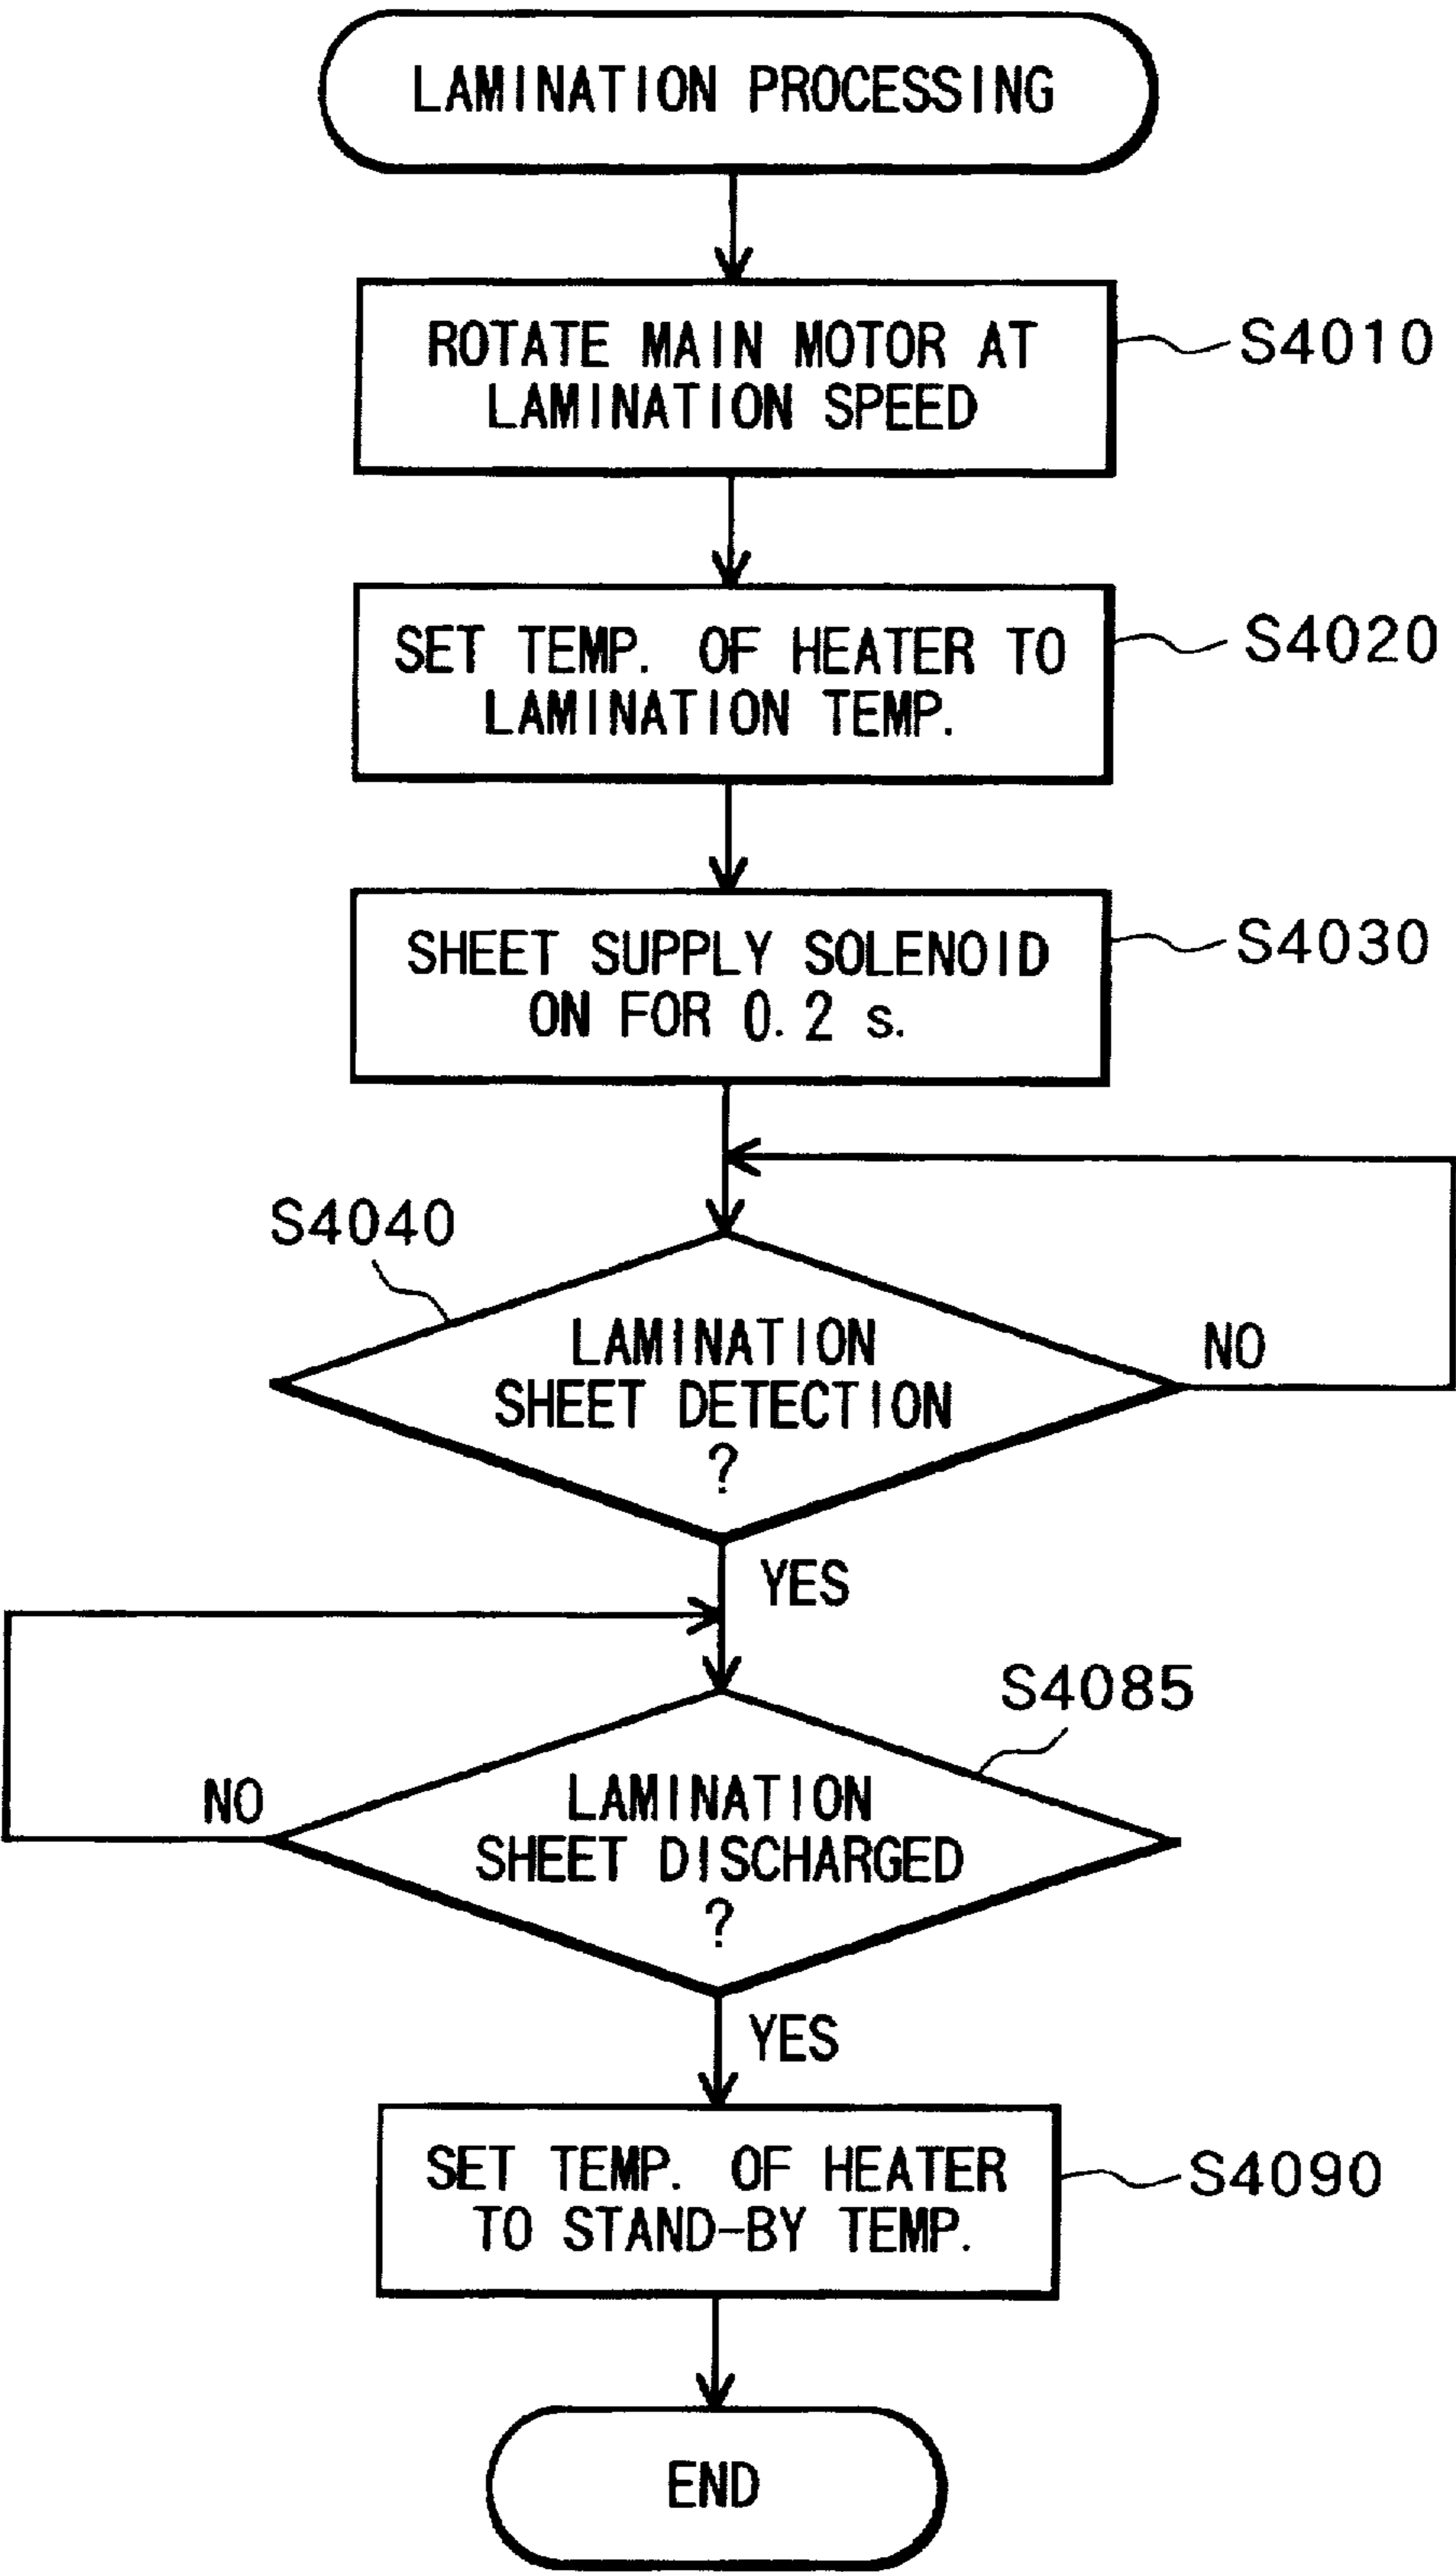 LAMINATION PROCESSING
ROTATE MAIN MOTOR AT
LAMINATION SPEED
S4010
SET TEMP. OF HEATER TO
LAMINATION TEMP.
S4020
SHEET SUPPLY SOLENOID
ON FOR 0.2 s.
S4030
S4040
LAMINATION
SHEET DETECTION
?
NO
YES
S4085
LAMINATION
SHEET DISCHARGED
?
NO
YES
SET TEMP. OF HEATER
TO STAND-BY TEMP.
S4090
END